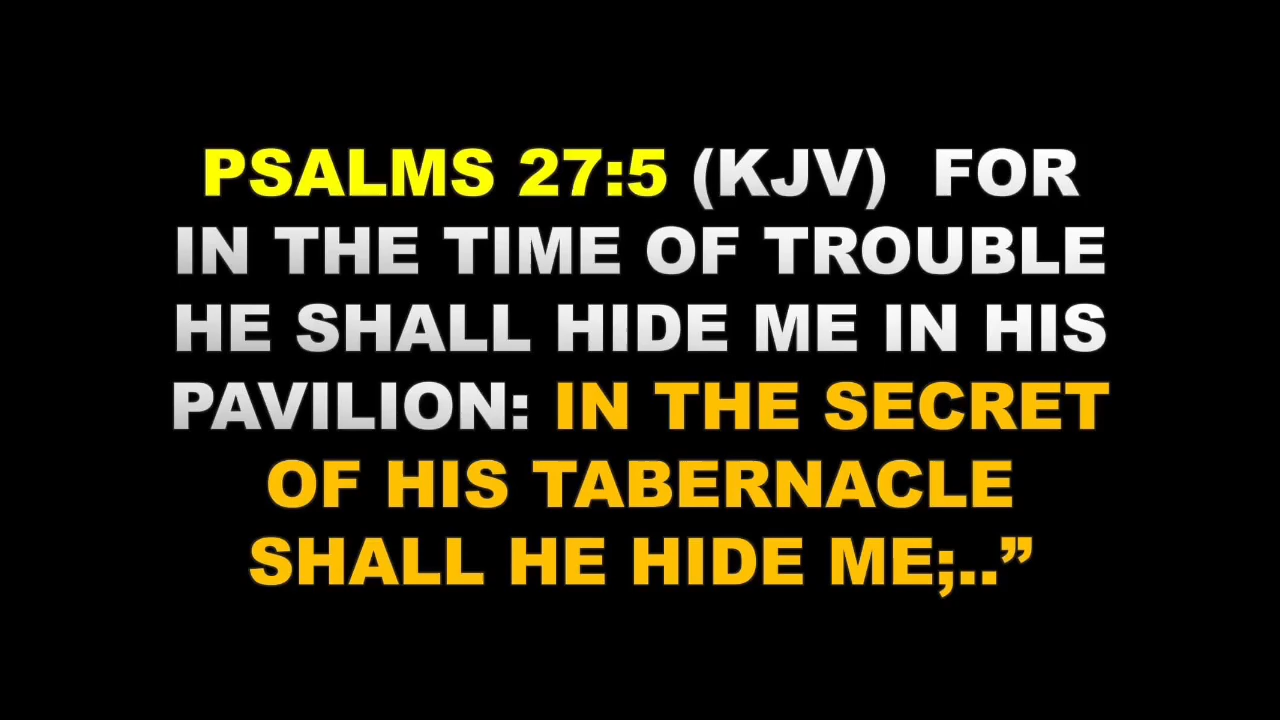 PSALMS 27:5 (KJV)  FOR
IN THE TIME OF TROUBLE
HE SHALL HIDE ME IN HIS
PAVILION: IN THE SECRET
OF HIS TABERNACLE
SHALL HE HIDE ME;..”